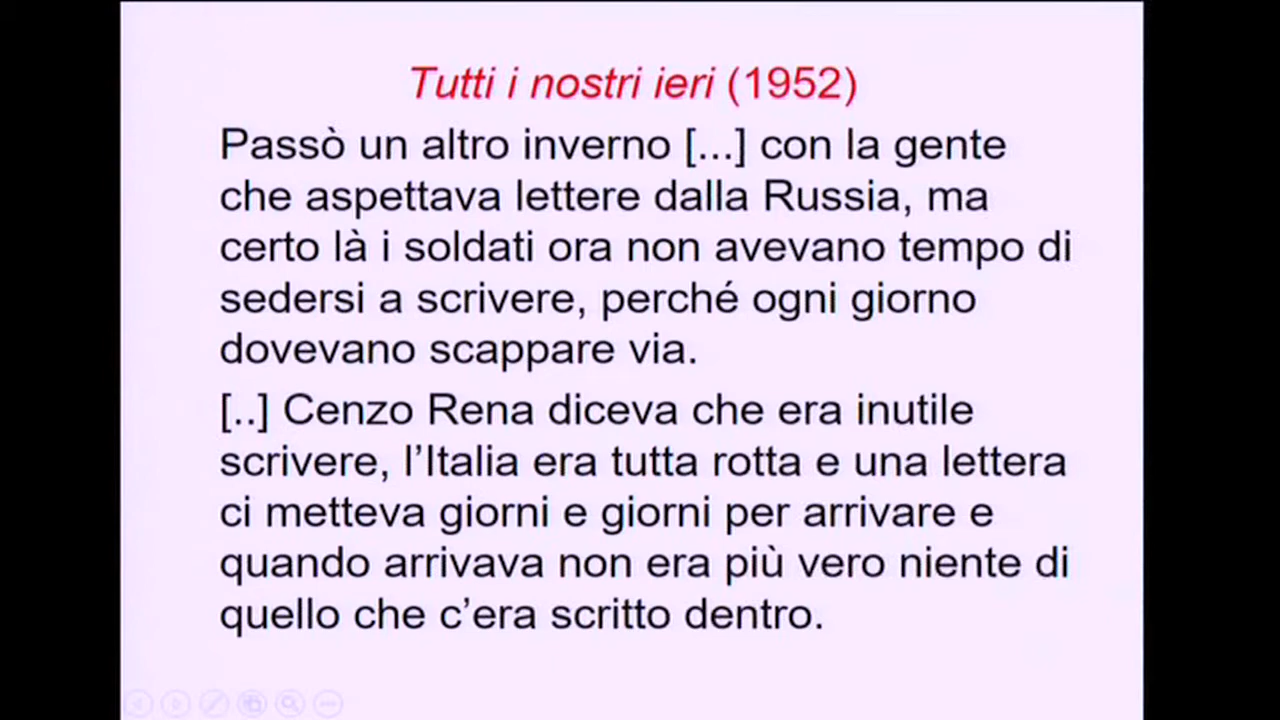 Tutti i nostri ieri (1952)
Passò un altro inverno [...] con la gente
che aspettava lettere dalla Russia, ma
certo là i soldati ora non avevano tempo di
sedersi a scrivere, perché ogni giorno
dovevano scappare via.
[..] Cenzo Rena diceva che era inutile
scrivere, l’Italia era tutta rotta e una lettera
ci metteva giorni e giorni per arrivare e
quando arrivava non era più vero niente di
quello che c’era scritto dentro.